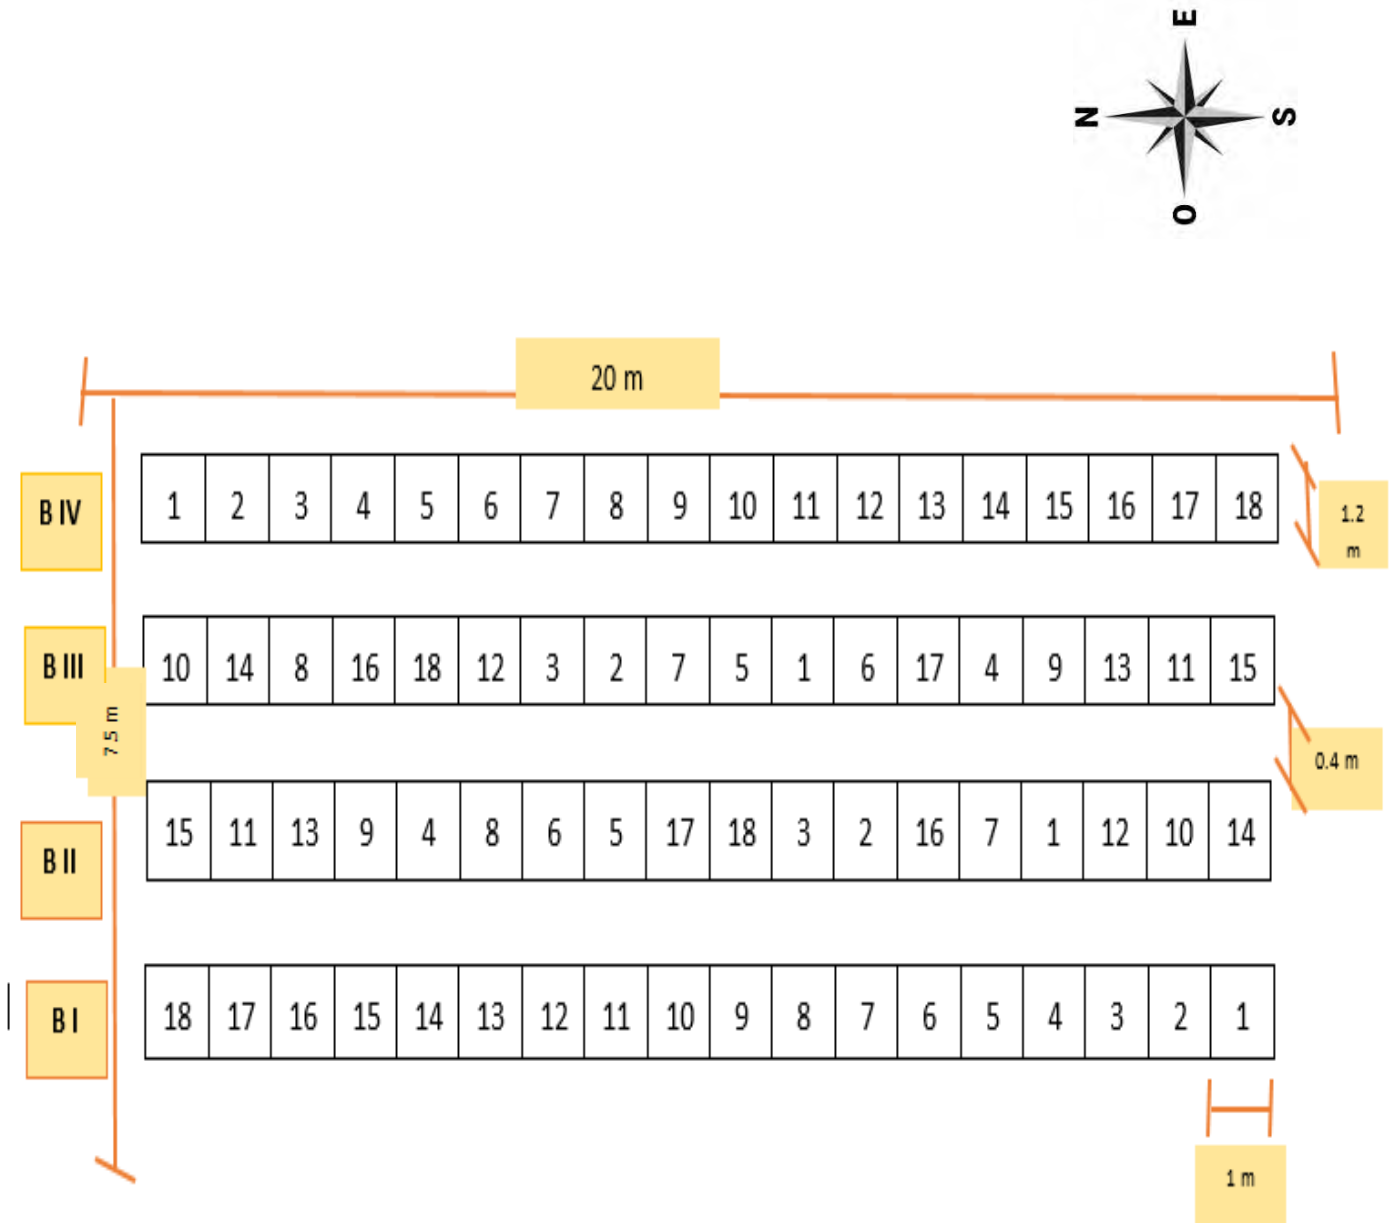 E
N S
O
20 m
B IV
1 2 3 4 5 6 7 8 9 10 11 12 13 14 15 16 17 18
1.2
m
B III
10 14 8 16 18 12 3 2 7 5 1 6 17 4 9 13 11 15
7 5 m
0.4 m
B II
15 11 13 9 4 8 6 5 17 18 3 2 16 7 1 12 10 14
B I
18 17 16 15 14 13 12 11 10 9 8 7 6 5 4 3 2 1
1 m